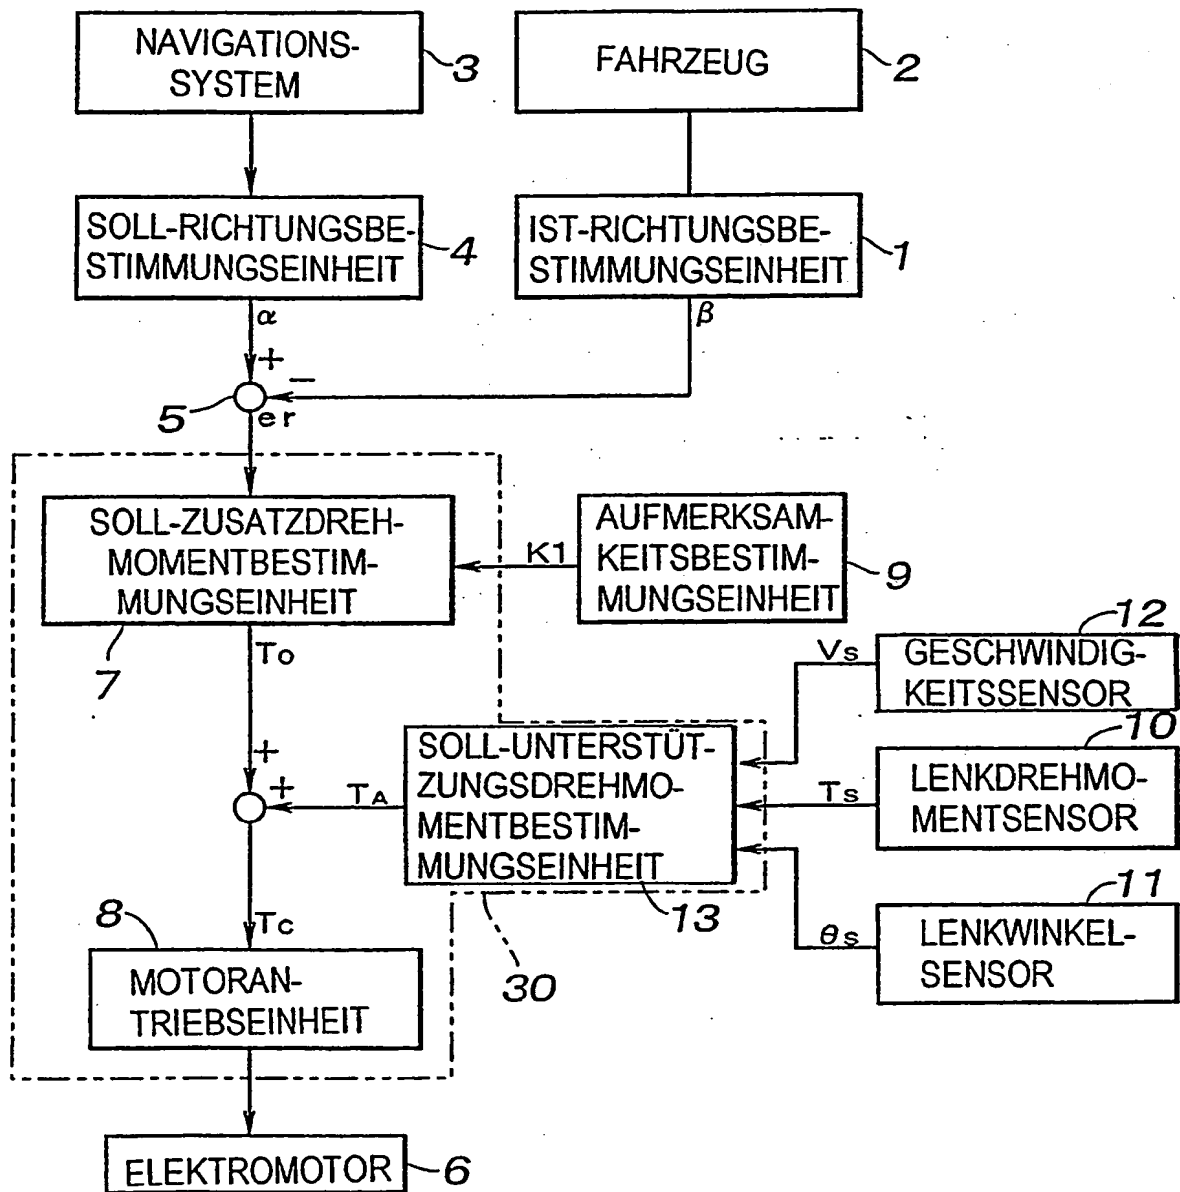 NAVIGATIONS-
SYSTEM
3
FAHRZEUG
2
SOLL-RICHTUNGSBE-
STIMMUNGSEINHEIT
4
IST-RICHTUNGSBE-
STIMMUNGSEINHEIT
1
α
β
+
−
5
er
SOLL-ZUSATZDREH-
MOMENTBESTIM-
MUNGSEINHEIT
7
K1
AUFMERKSAM-
KEITSBESTIM-
MUNGSEINHEIT
9
To
12
Vs
GESCHWINDIG-
KEITSSENSOR
10
+
+
TA
SOLL-UNTERSTÜT-
ZUNGSDREHMO-
MENTBESTIM-
MUNGSEINHEIT
13
Ts
LENKDREHMO-
MENTSENSOR
11
θs
LENKWINKEL-
SENSOR
8
Tc
30
MOTORAN-
TRIEBSEINHEIT
ELEKTROMOTOR
6